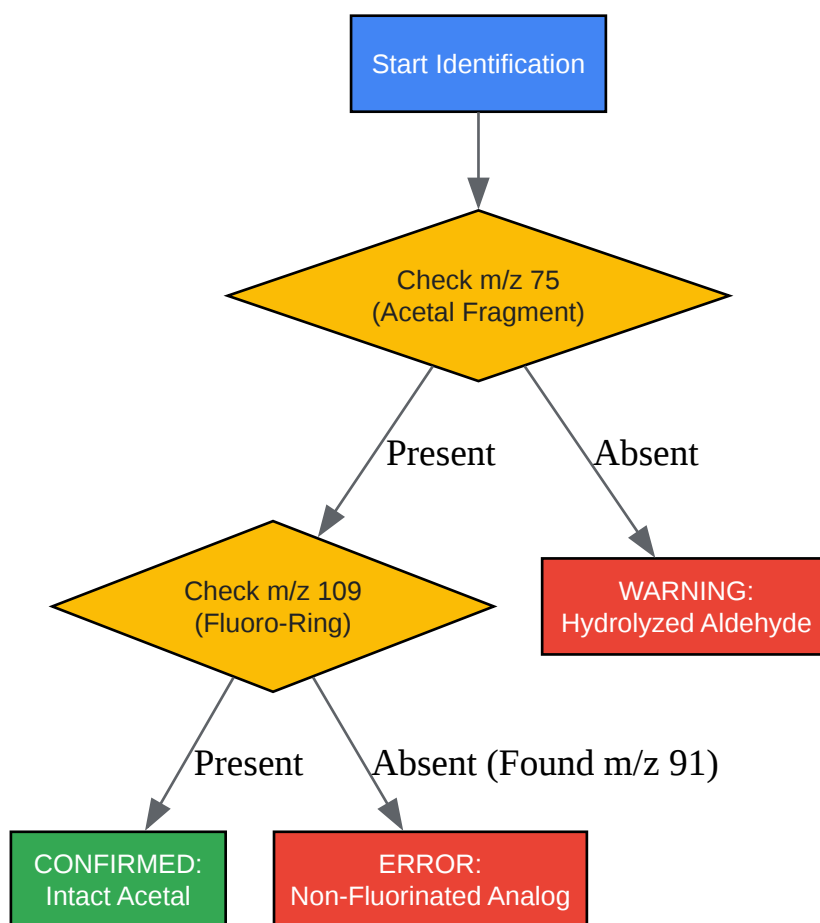 Start Identification
Check m/z 75
(Acetal Fragment)
Present
Absent
Check m/z 109
(Fluoro-Ring)
WARNING:
Hydrolyzed Aldehyde
Present
Absent (Found m/z 91)
CONFIRMED:
Intact Acetal
ERROR:
Non-Fluorinated Analog